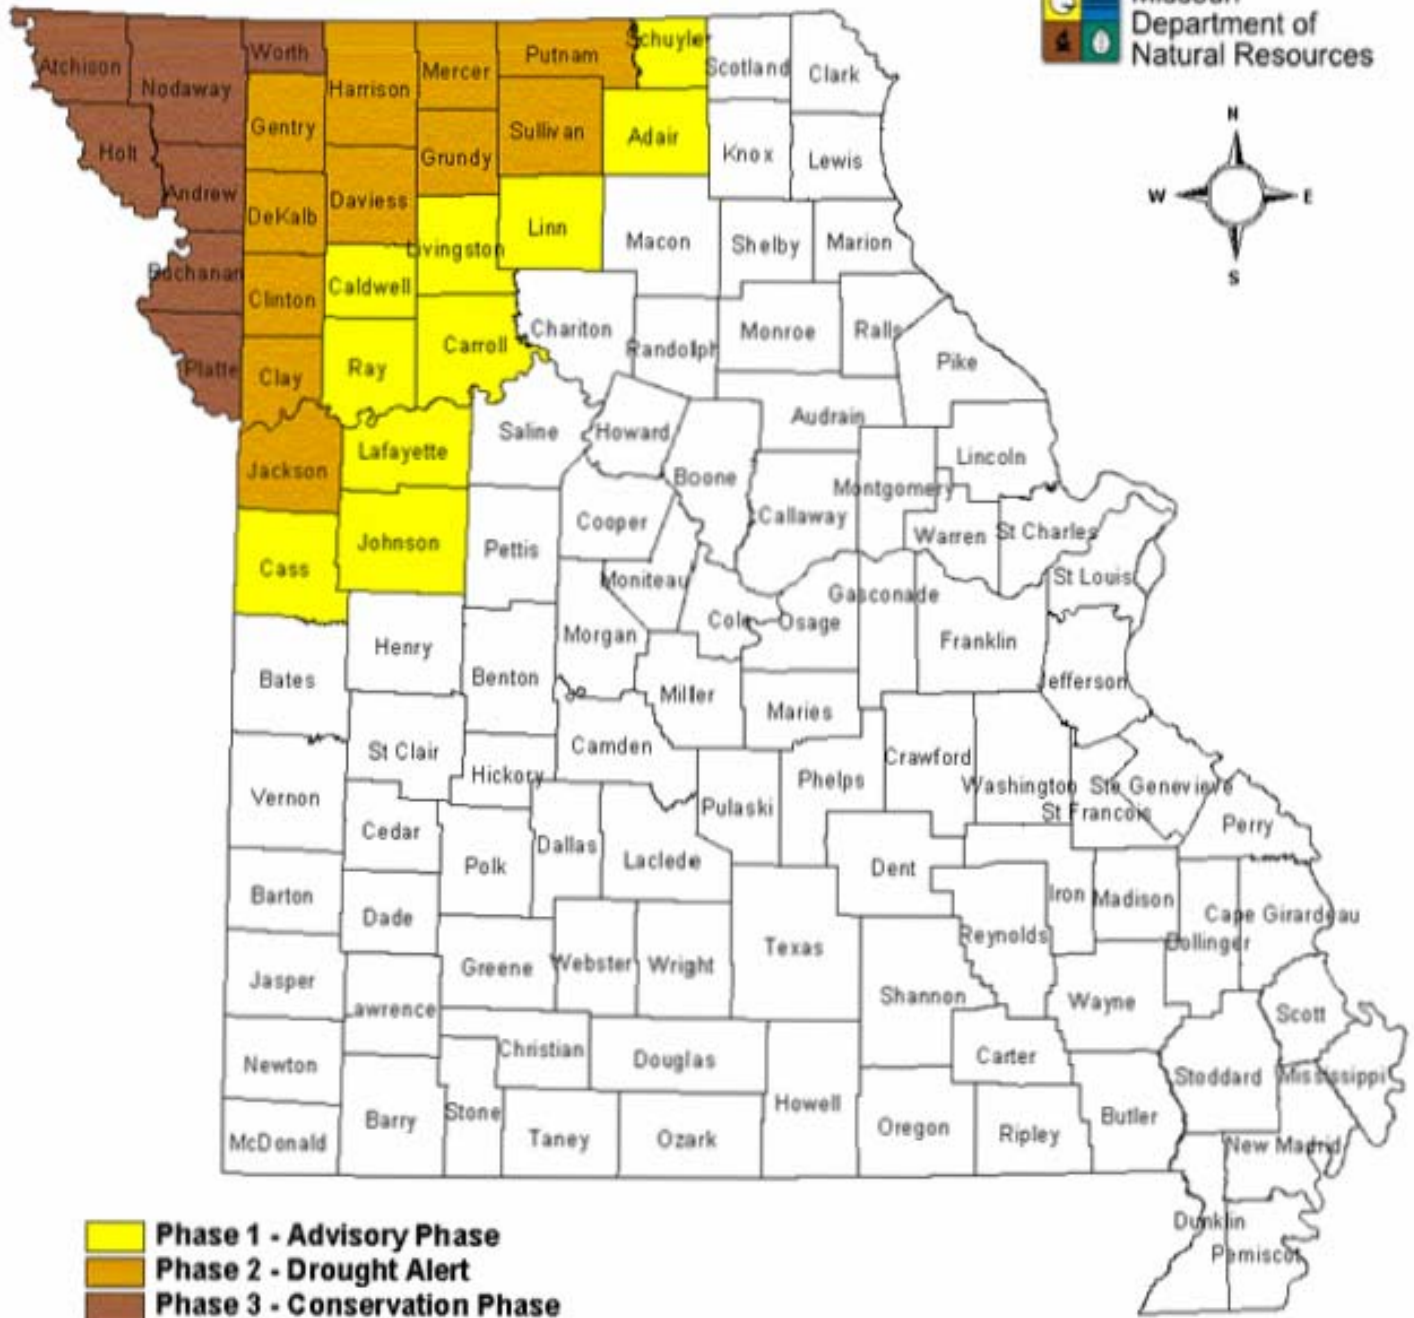 Missouri
Department of
Natural Resources
N
W E
S
Atchison
Nodaway
Worth
Harrison
Mercer
Putnam
Schuyler
Scotland
Clark
Gentry
Holt
Andrew
DeKalb
Daviess
Grundy
Sullivan
Adair
Knox
Lewis
Livingston
Linn
Macon
Shelby
Marion
Buchanan
Clinton
Caldwell
Chariton
Randolph
Monroe
Ralls
Pike
Platte
Clay
Ray
Carroll
Audrain
Jackson
Lafayette
Saline
Howard
Boone
Lincoln
Montgomery
Callaway
Cooper
Warren
St Charles
Cass
Johnson
Pettis
Moniteau
St Louis
Gasconade
Cole
Osage
Morgan
Franklin
Henry
Bates
Benton
Miller
Maries
Jefferson
St Clair
Camden
Hickory
Vernon
Crawford
Phelps
Washington
Ste Genevieve
St Francois
Pulaski
Perry
Cedar
Dallas
Polk
Laclede
Dent
Barton
Dade
Iron
Madison
Cape Girardeau
Bollinger
Reynolds
Texas
Greene
Webster
Wright
Jasper
Lawrence
Shannon
Wayne
Scott
Newton
Christian
Douglas
Carter
Stoddard
Mississippi
Howell
Stone
Barry
McDonald
Taney
Ozark
Oregon
Ripley
Butler
New Madrid
Dunklin
Pemiscot
Phase 1 - Advisory Phase
Phase 2 - Drought Alert
Phase 3 - Conservation Phase